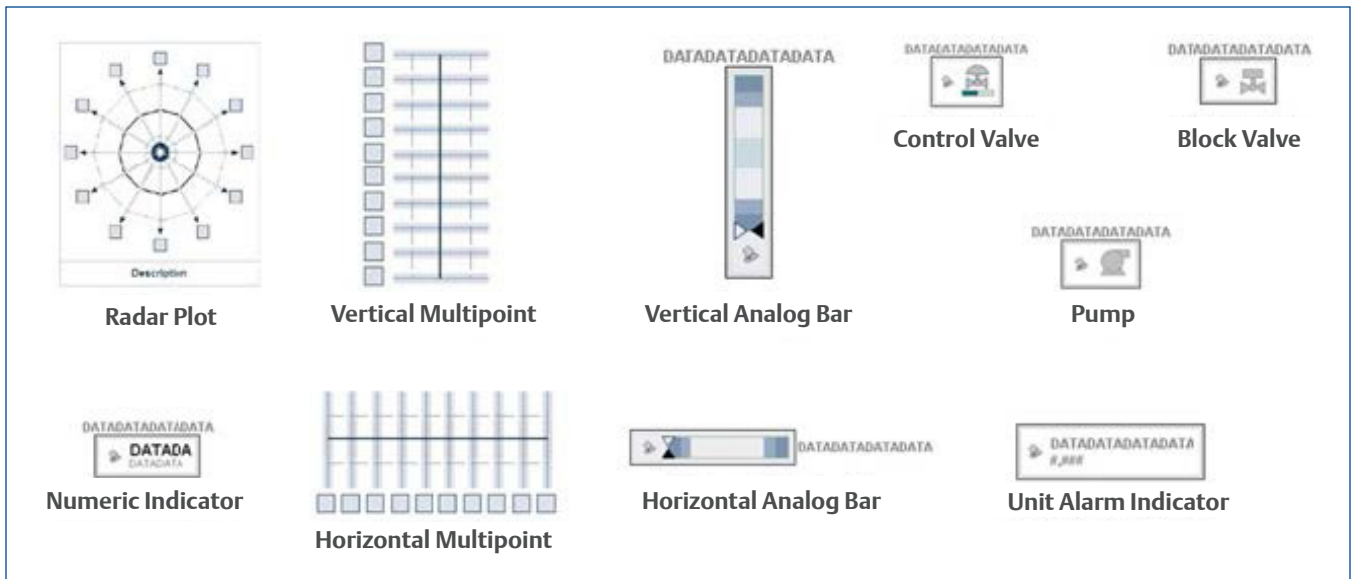 DATADATADATADATA
DATADATADATADATA
DATADATADATADATA
Control Valve
Block Valve
DATADATADATADATA
Description
Radar Plot
Vertical Multipoint
Vertical Analog Bar
Pump
DATADATADATADATA
DATADA
DATADATA
Numeric Indicator
Horizontal Multipoint
DATADATADATADATA
Horizontal Analog Bar
DATADATADATADATA
#,###
Unit Alarm Indicator